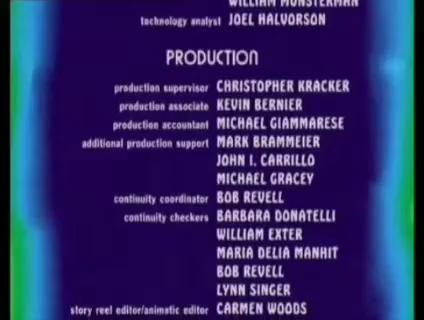 WILLIAM MUNSTERMAN
technology analyst JOEL HALVORSON
PRODUCTION
production supervisor CHRISTOPHER KRACKER
production associate KEVIN BERNIER
production accountant MICHAEL GIAMMARESE
additional production support MARK BRAMMEIER
JOHN I. CARRILLO
MICHAEL GRACEY
continuity coordinator BOB REVELL
continuity checkers BARBARA DONATELLI
WILLIAM EXTER
MARIA DELIA MANHIT
BOB REVELL
LYNN SINGER
story reel editor/animatic editor CARMEN WOODS